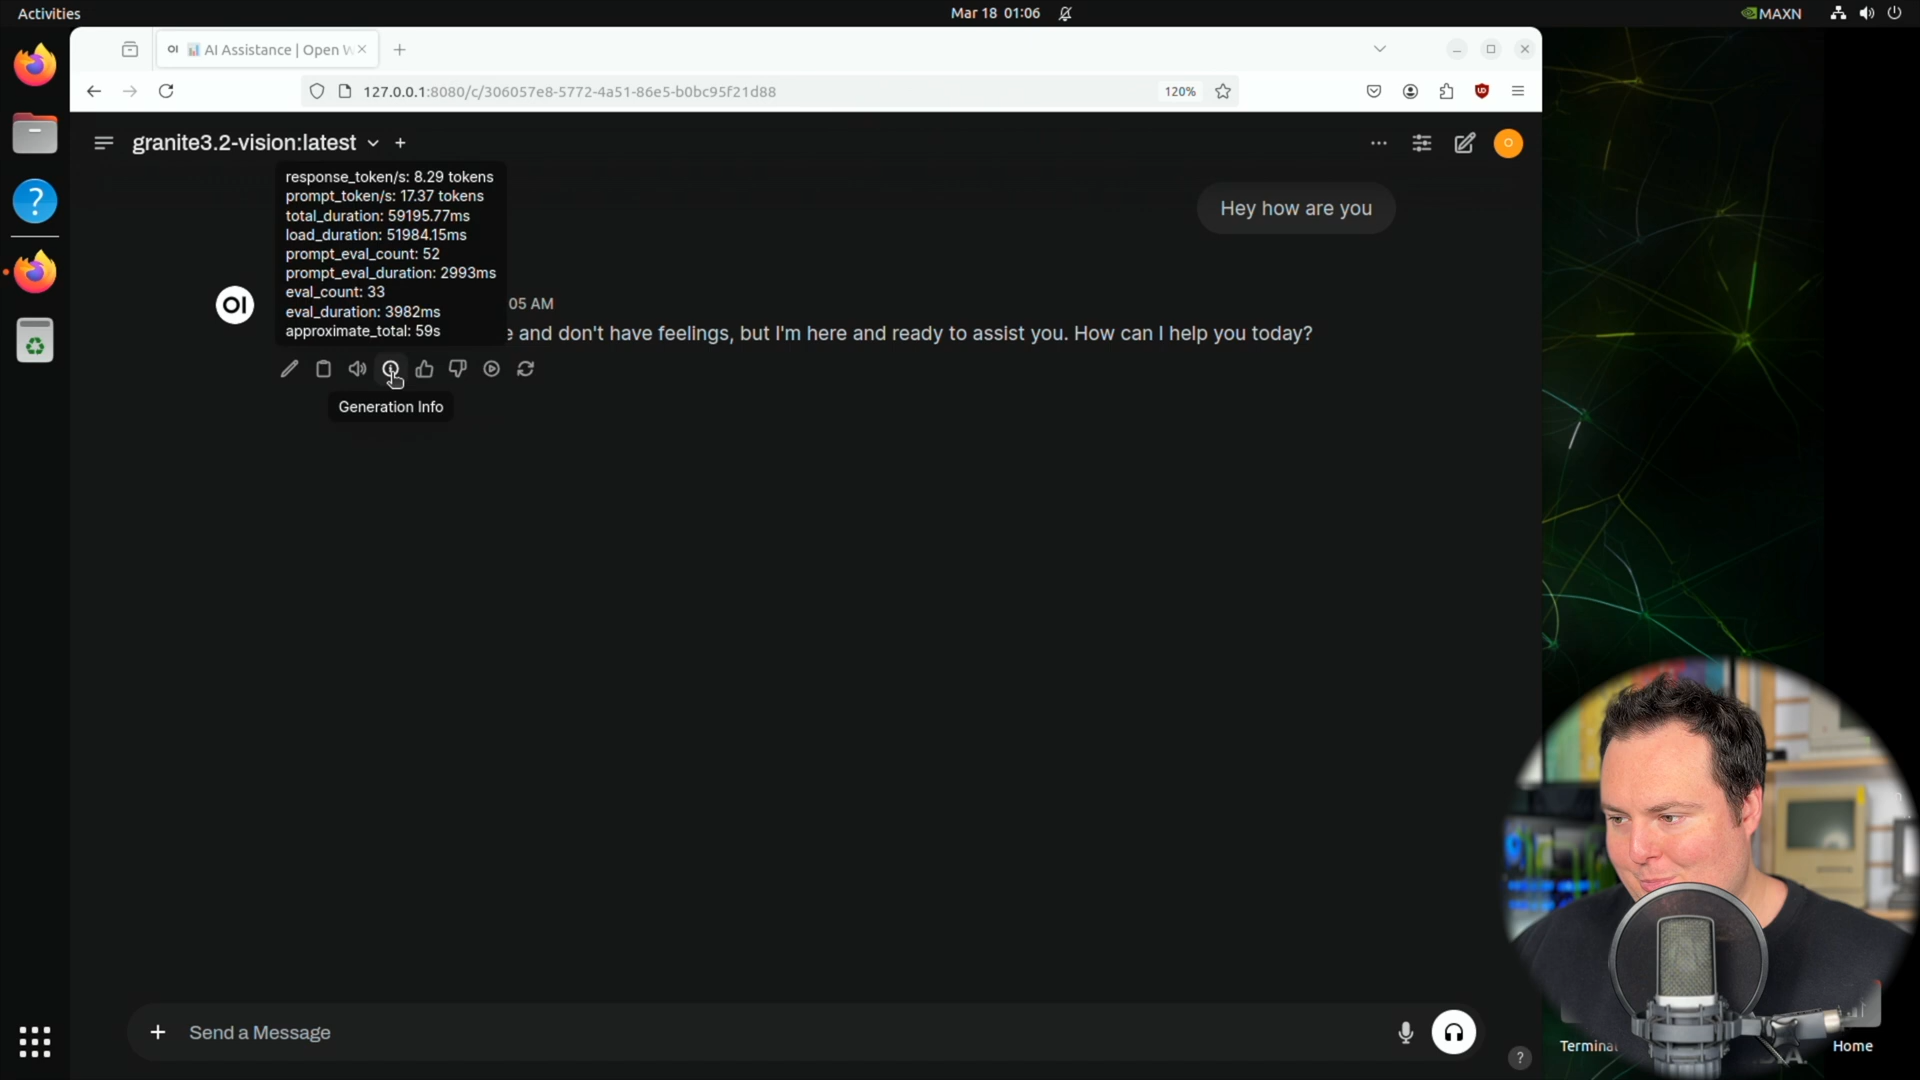 Activities
Mar 18 01:06
MAXN
OI AI Assistance | Open W
127.0.0.1:8080/c/306057e8-5772-4a51-86e5-b0bc95f21d88
120%
granite3.2-vision:latest
response_token/s: 8.29 tokens
prompt_token/s: 17.37 tokens
total_duration: 59195.77ms
load_duration: 51984.15ms
prompt_eval_count: 52
prompt_eval_duration: 2993ms
eval_count: 33
eval_duration: 3982ms
approximate_total: 59s
Hey how are you
OI
05 AM
e and don't have feelings, but I'm here and ready to assist you. How can I help you today?
Generation Info
Send a Message
Terminal
Home